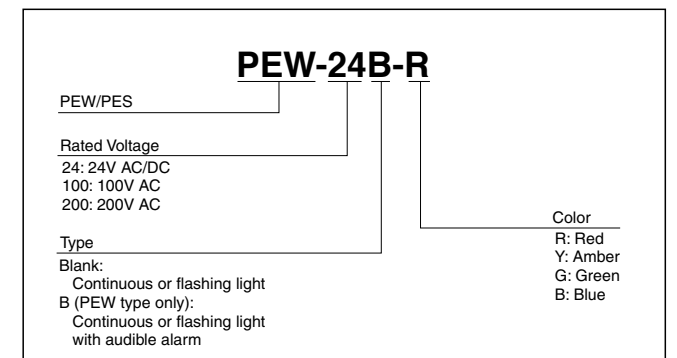 PEW-24B-R
PEW/PES
Rated Voltage
24: 24V AC/DC
100: 100V AC
200: 200V AC
Type
Blank:
Continuous or flashing light
B (PEW type only):
Continuous or flashing light
with audible alarm
Color
R: Red
Y: Amber
G: Green
B: Blue